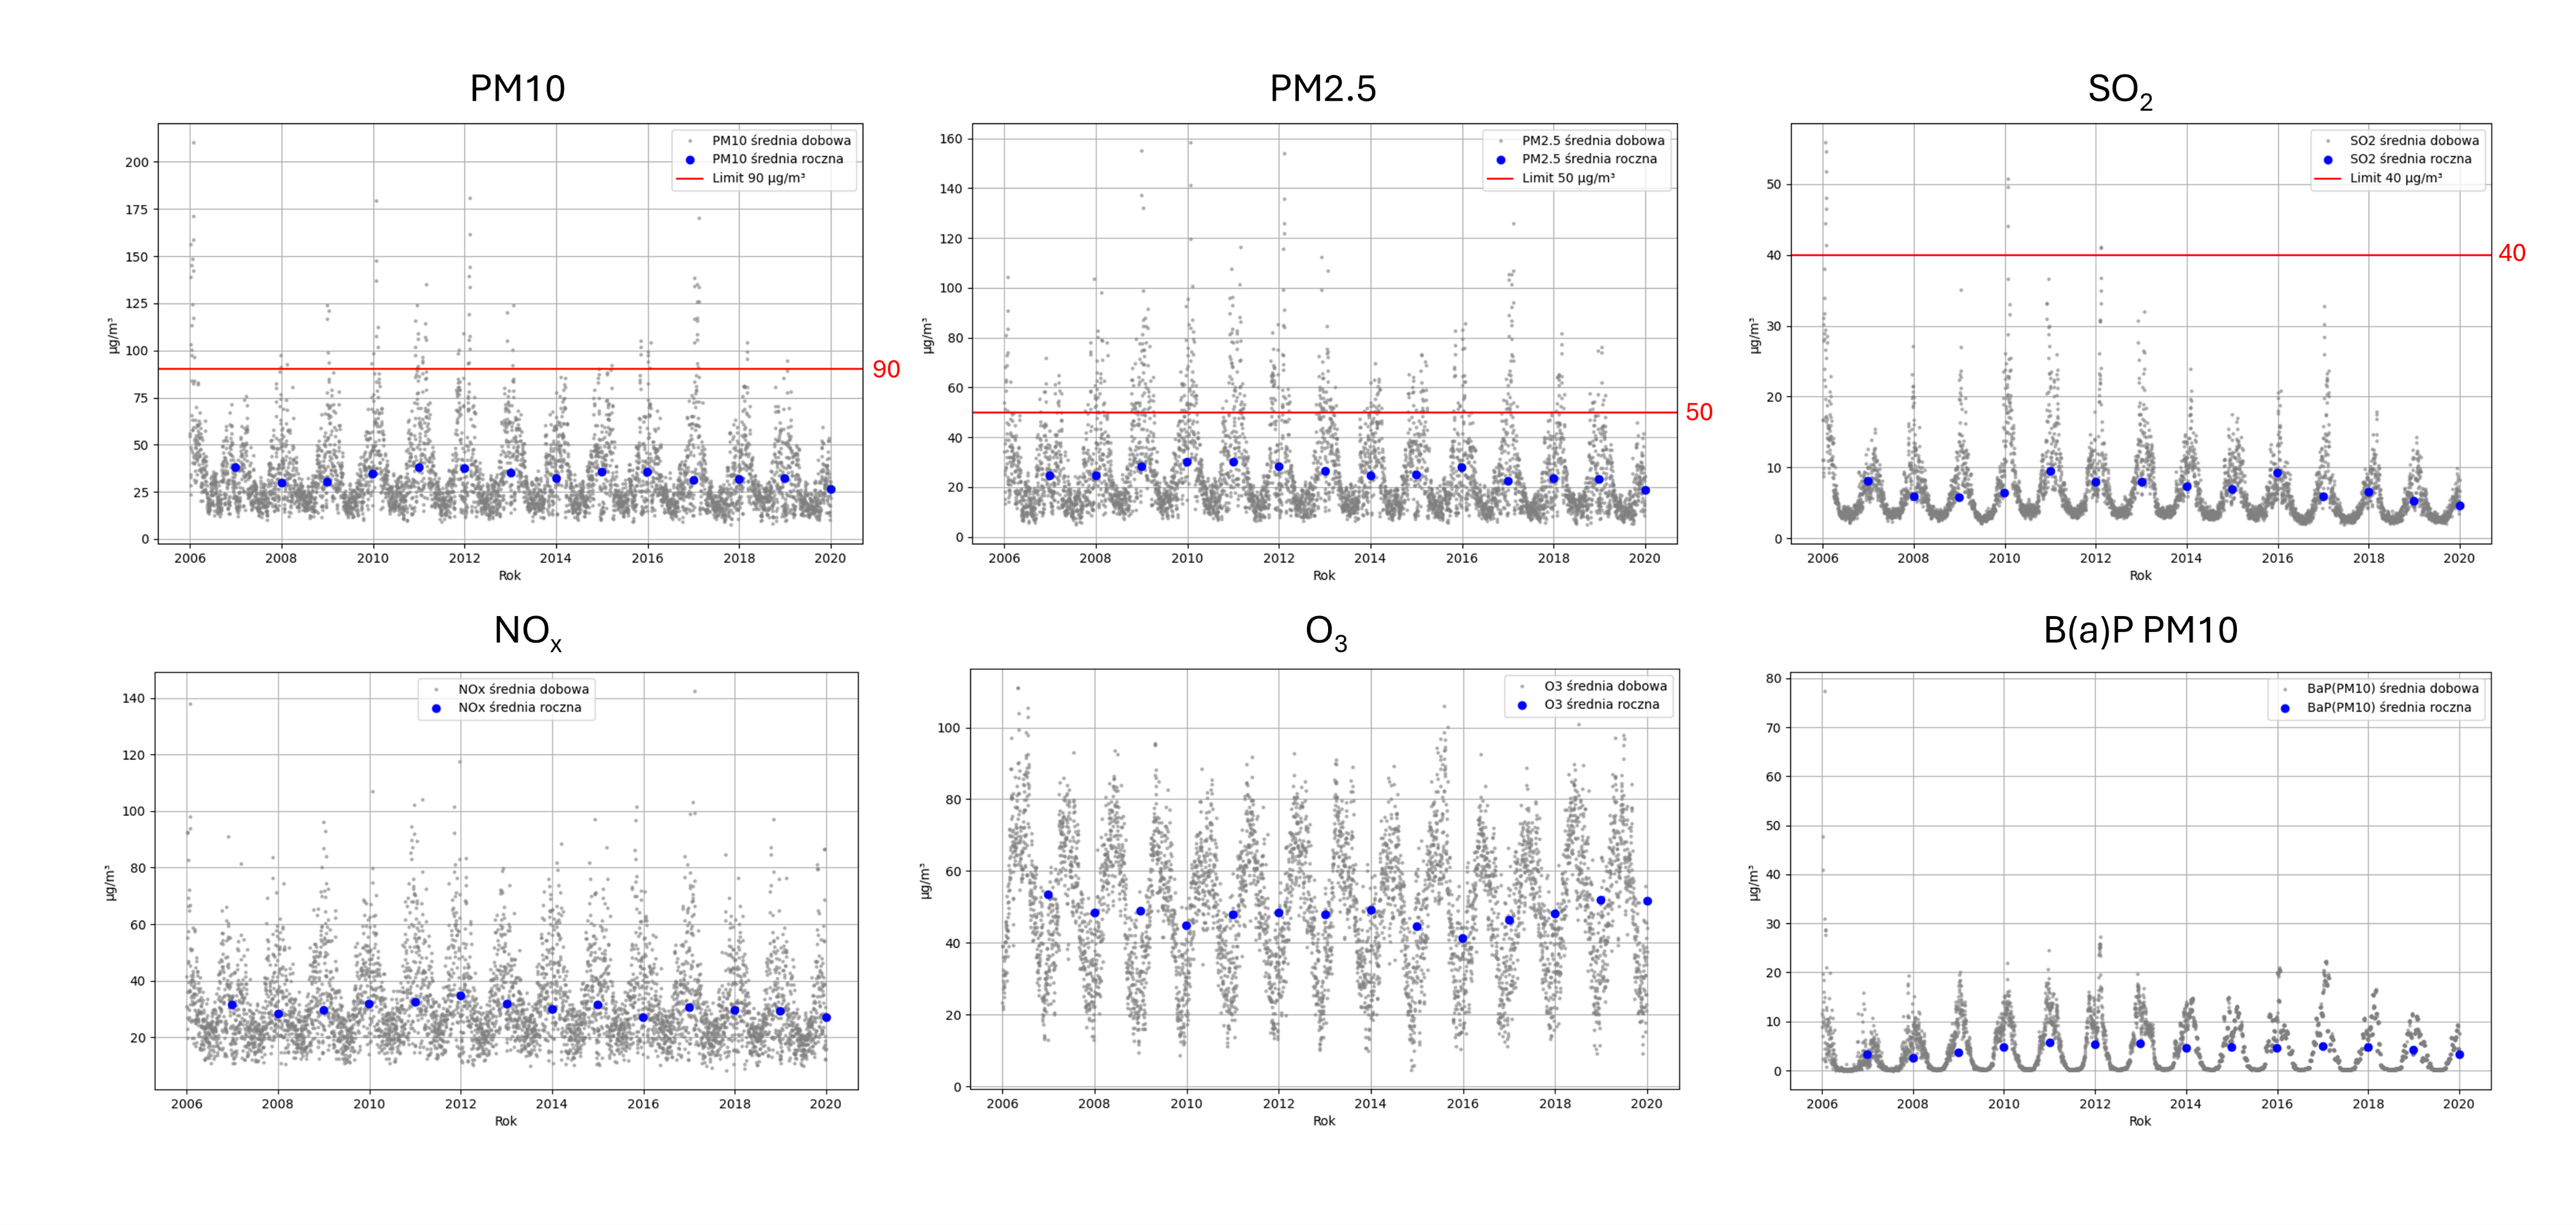 PM10
PM10 średnia dobowa
PM10 średnia roczna
Limit 90 µg/m³
200
175
150
125
100
75
50
25
0
µg/m³
90
2006 2008 2010 2012 2014 2016 2018 2020
Rok
PM2.5
PM2.5 średnia dobowa
PM2.5 średnia roczna
Limit 50 µg/m³
160
140
120
100
80
60
40
20
0
µg/m³
50
2006 2008 2010 2012 2014 2016 2018 2020
Rok
SO₂
SO2 średnia dobowa
SO2 średnia roczna
Limit 40 µg/m³
50
40
30
20
10
0
µg/m³
40
2006 2008 2010 2012 2014 2016 2018 2020
Rok
NOₓ
NOx średnia dobowa
NOx średnia roczna
140
120
100
80
60
40
20
µg/m³
2006 2008 2010 2012 2014 2016 2018 2020
Rok
O₃
O3 średnia dobowa
O3 średnia roczna
100
80
60
40
20
0
µg/m³
2006 2008 2010 2012 2014 2016 2018 2020
Rok
B(a)P PM10
BaP(PM10) średnia dobowa
BaP(PM10) średnia roczna
80
70
60
50
40
30
20
10
0
µg/m³
2006 2008 2010 2012 2014 2016 2018 2020
Rok